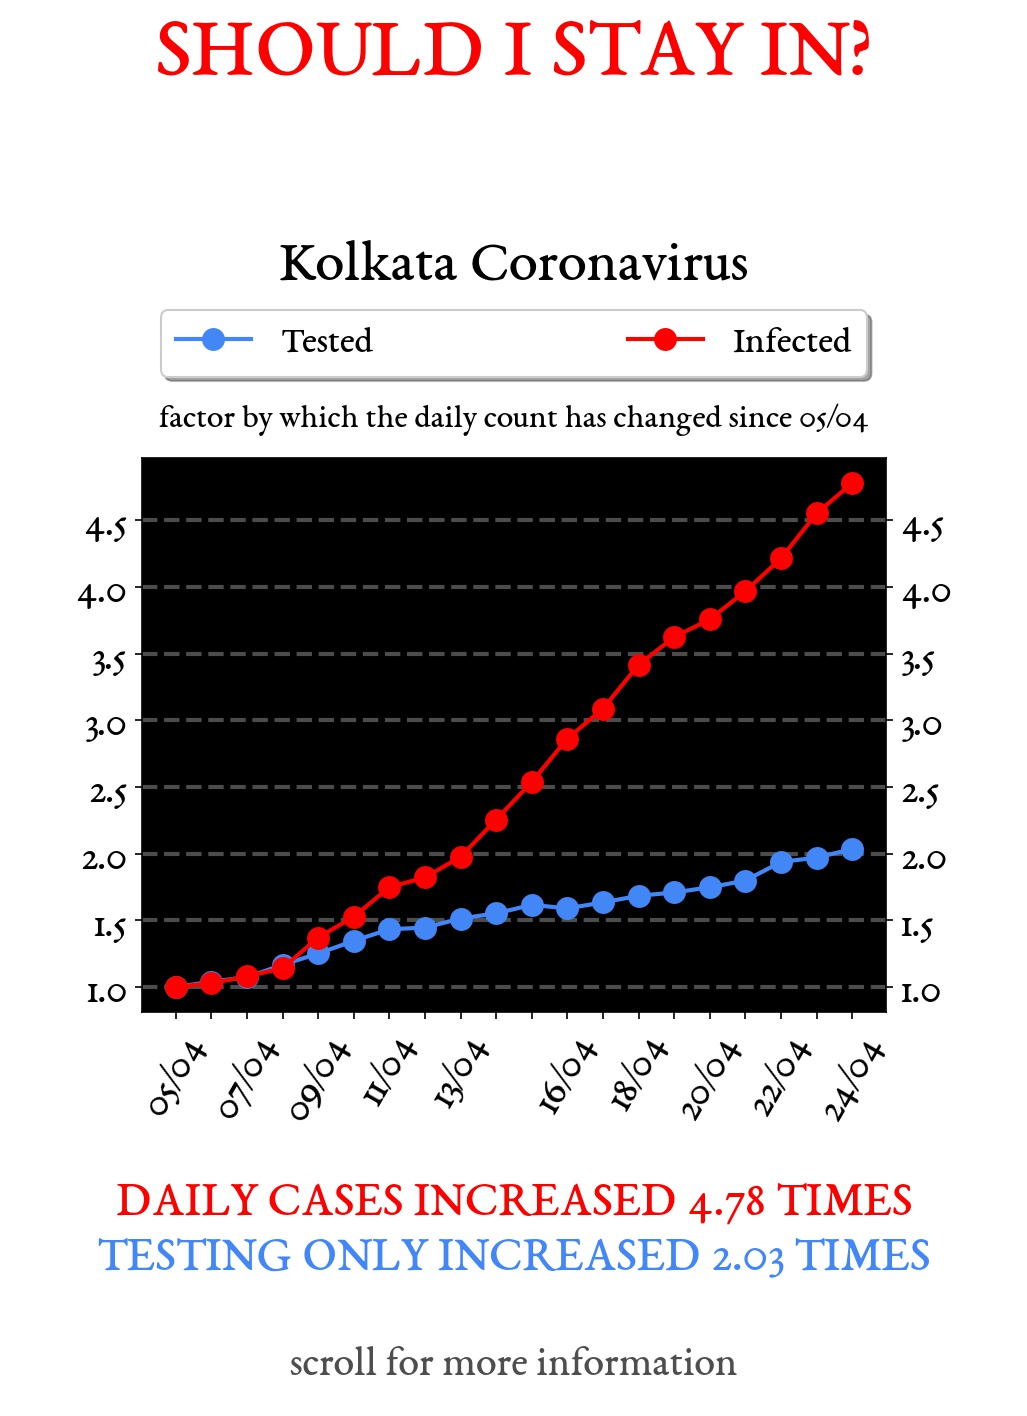 SHOULD I STAY IN?
Kolkata Coronavirus
Tested Infected
factor by which the daily count has changed since 05/04
4.5 4.5
4.0 4.0
3.5 3.5
3.0 3.0
2.5 2.5
2.0 2.0
1.5 1.5
1.0 1.0
05/04 07/04 09/04 11/04 13/04 16/04 18/04 20/04 22/04 24/04
DAILY CASES INCREASED 4.78 TIMES
TESTING ONLY INCREASED 2.03 TIMES
scroll for more information